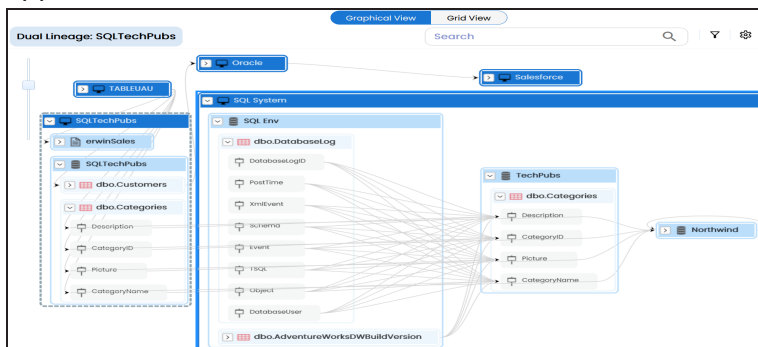 Graphical View Grid View
Dual Lineage: SQLTechPubs
Search
Oracle
Salesforce
TABLEUAU
SQL System
SQLTechPubs
SQL Env
erwinSales
dbo.DatabaseLog
SQLTechPubs
DatabaseLogID
TechPubs
dbo.Customers
PostTime
dbo.Categories
dbo.Categories
XmlEvent
Description
Description
Schema
Northwind
CategoryID
Event
CategoryID
Picture
TSQL
Picture
CategoryName
Object
CategoryName
DatabaseUser
dbo.AdventureWorksDWBuildVersion